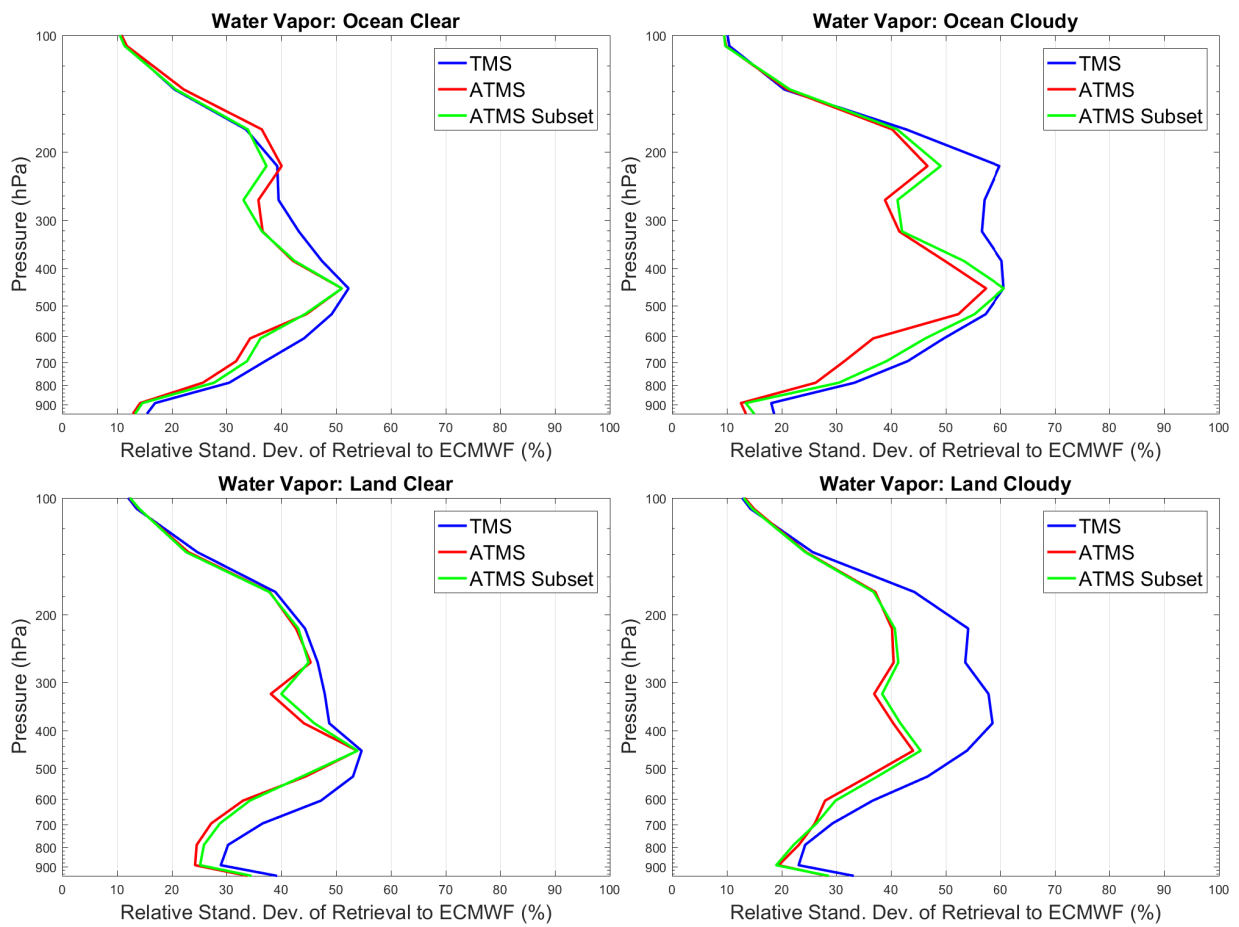 Water Vapor: Ocean Clear
100
200
300
400
500
600
700
800
900
Pressure (hPa)
TMS
ATMS
ATMS Subset
0 10 20 30 40 50 60 70 80 90 100
Relative Stand. Dev. of Retrieval to ECMWF (%)
Water Vapor: Ocean Cloudy
100
200
300
400
500
600
700
800
900
Pressure (hPa)
TMS
ATMS
ATMS Subset
0 10 20 30 40 50 60 70 80 90 100
Relative Stand. Dev. of Retrieval to ECMWF (%)
Water Vapor: Land Clear
100
200
300
400
500
600
700
800
900
Pressure (hPa)
TMS
ATMS
ATMS Subset
0 10 20 30 40 50 60 70 80 90 100
Relative Stand. Dev. of Retrieval to ECMWF (%)
Water Vapor: Land Cloudy
100
200
300
400
500
600
700
800
900
Pressure (hPa)
TMS
ATMS
ATMS Subset
0 10 20 30 40 50 60 70 80 90 100
Relative Stand. Dev. of Retrieval to ECMWF (%)